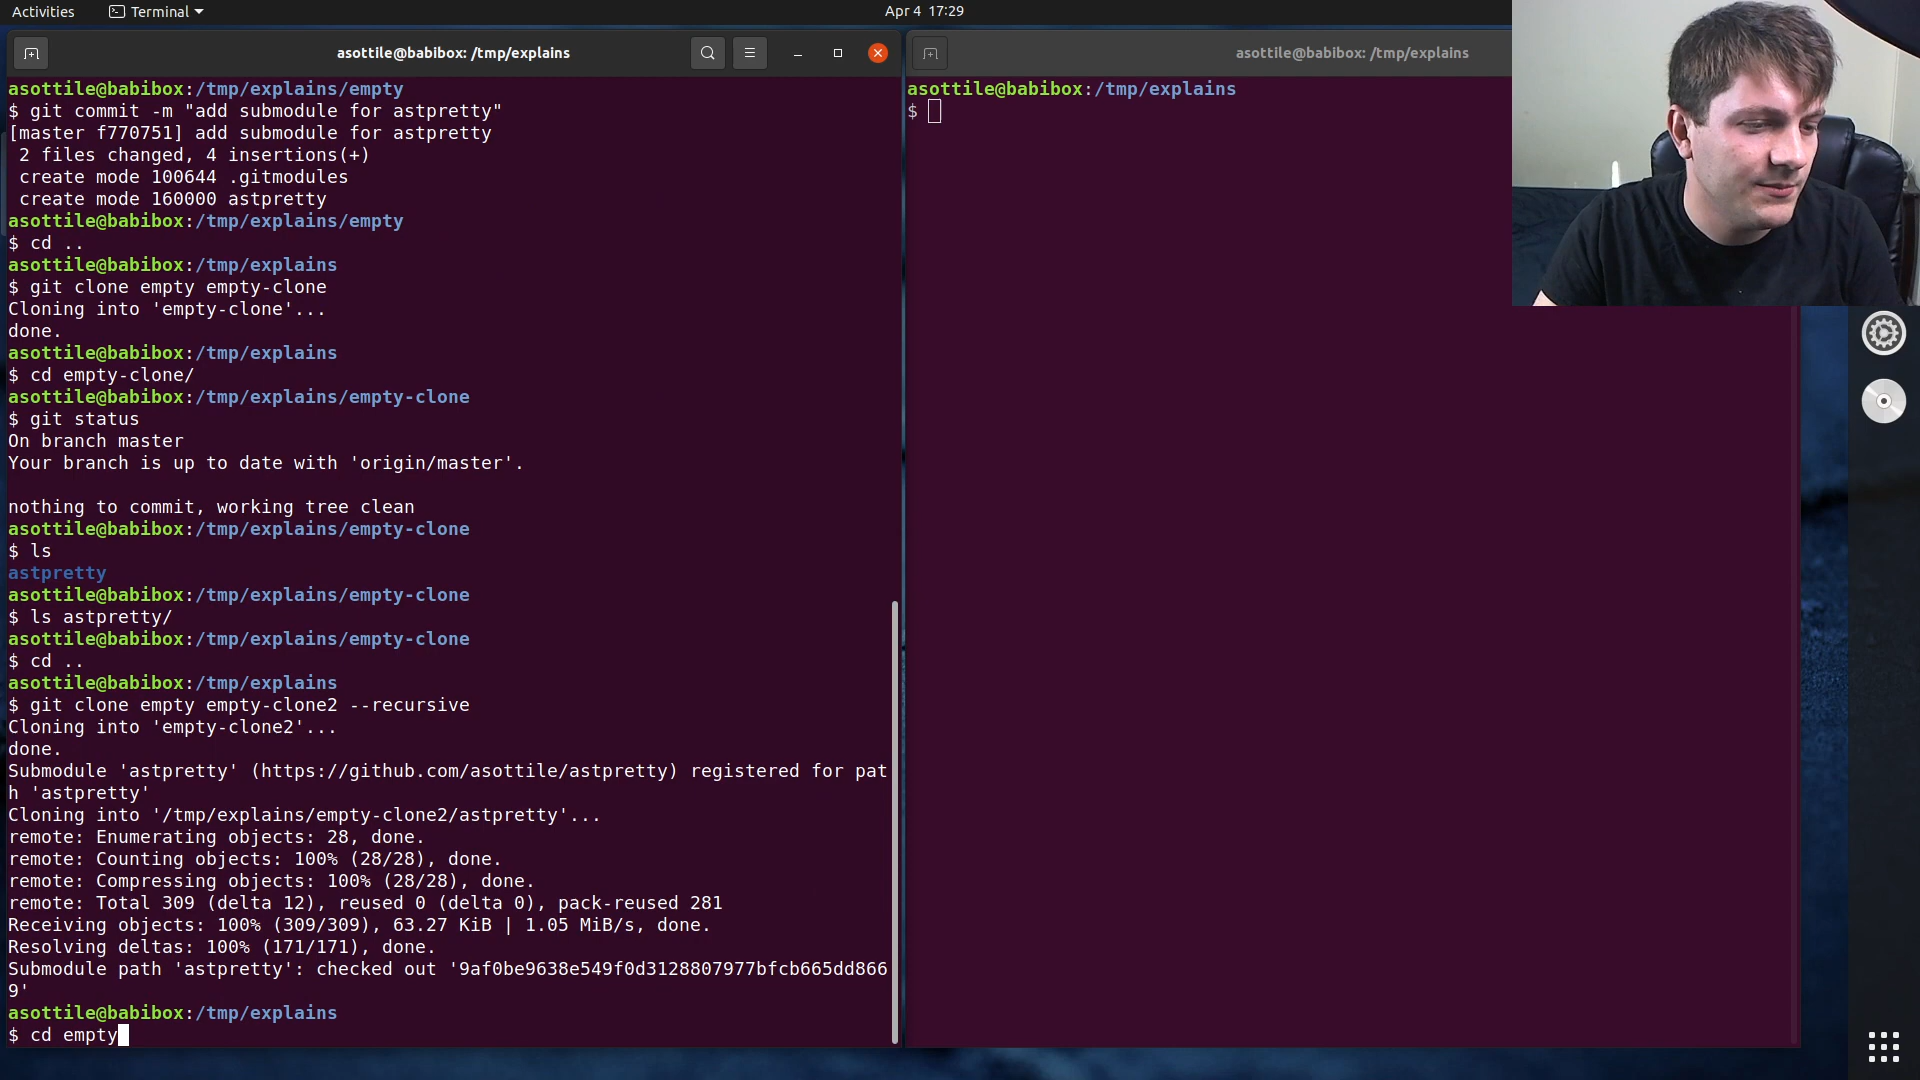 Activities
Terminal
Apr 4 17:29
asottile@babibox: /tmp/explains
asottile@babibox:/tmp/explains/empty
$ git commit -m "add submodule for astpretty"
[master f770751] add submodule for astpretty
2 files changed, 4 insertions(+)
create mode 100644 .gitmodules
create mode 160000 astpretty
asottile@babibox:/tmp/explains/empty
$ cd ..
asottile@babibox:/tmp/explains
$ git clone empty empty-clone
Cloning into 'empty-clone'...
done.
asottile@babibox:/tmp/explains
$ cd empty-clone/
asottile@babibox:/tmp/explains/empty-clone
$ git status
On branch master
Your branch is up to date with 'origin/master'.
nothing to commit, working tree clean
asottile@babibox:/tmp/explains/empty-clone
$ ls
astpretty
asottile@babibox:/tmp/explains/empty-clone
$ ls astpretty/
asottile@babibox:/tmp/explains/empty-clone
$ cd ..
asottile@babibox:/tmp/explains
$ git clone empty empty-clone2 --recursive
Cloning into 'empty-clone2'...
done.
Submodule 'astpretty' (https://github.com/asottile/astpretty) registered for pat
h 'astpretty'
Cloning into '/tmp/explains/empty-clone2/astpretty'...
remote: Enumerating objects: 28, done.
remote: Counting objects: 100% (28/28), done.
remote: Compressing objects: 100% (28/28), done.
remote: Total 309 (delta 12), reused 0 (delta 0), pack-reused 281
Receiving objects: 100% (309/309), 63.27 KiB | 1.05 MiB/s, done.
Resolving deltas: 100% (171/171), done.
Submodule path 'astpretty': checked out '9af0be9638e549f0d3128807977bfcb665dd866
9'
asottile@babibox:/tmp/explains
$ cd empty
asottile@babibox: /tmp/explains
asottile@babibox:/tmp/explains
$